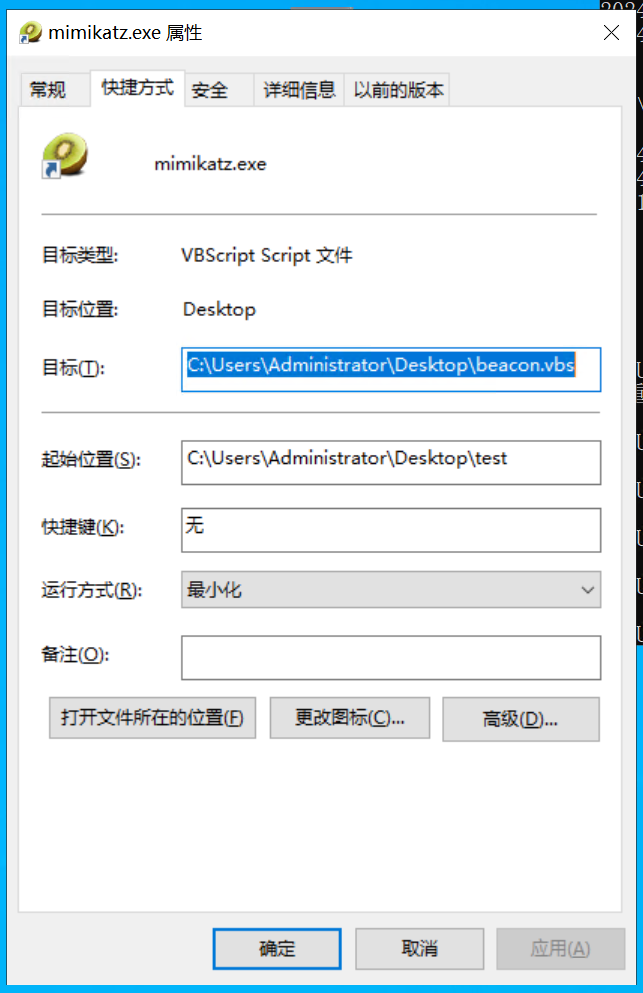 mimikatz.exe 属性
常规 快捷方式 安全 详细信息 以前的版本
mimikatz.exe
目标类型: VBScript Script 文件
目标位置: Desktop
目标(T): C:\Users\Administrator\Desktop\beacon.vbs
起始位置(S): C:\Users\Administrator\Desktop\test
快捷键(K): 无
运行方式(R): 最小化
备注(O):
打开文件所在的位置(F) 更改图标(C)... 高级(D)...
确定 取消 应用(A)